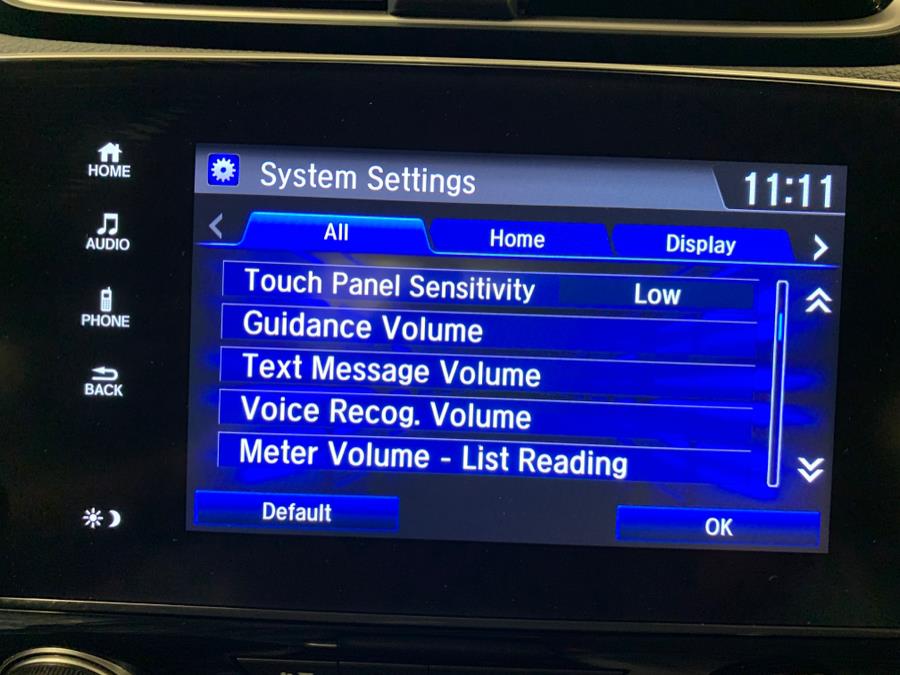 System Settings
11:11
HOME
AUDIO
PHONE
BACK
All
Home
Display
Touch Panel Sensitivity
Low
Guidance Volume
Text Message Volume
Voice Recog. Volume
Meter Volume - List Reading
Default
OK